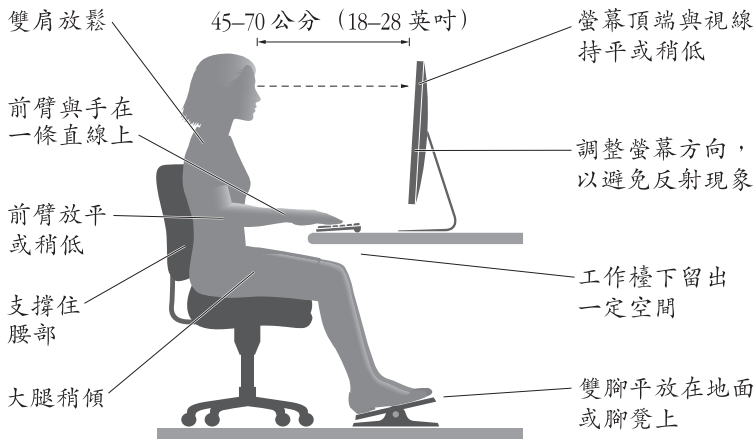 45–70 公分（18–28 英吋）
雙肩放鬆
前臂與手在
一條直線上
前臂放平
或稍低
支撐住
腰部
大腿稍傾
螢幕頂端與視線
持平或稍低
調整螢幕方向，
以避免反射現象
工作檯下留出
一定空間
雙腳平放在地面
或腳凳上